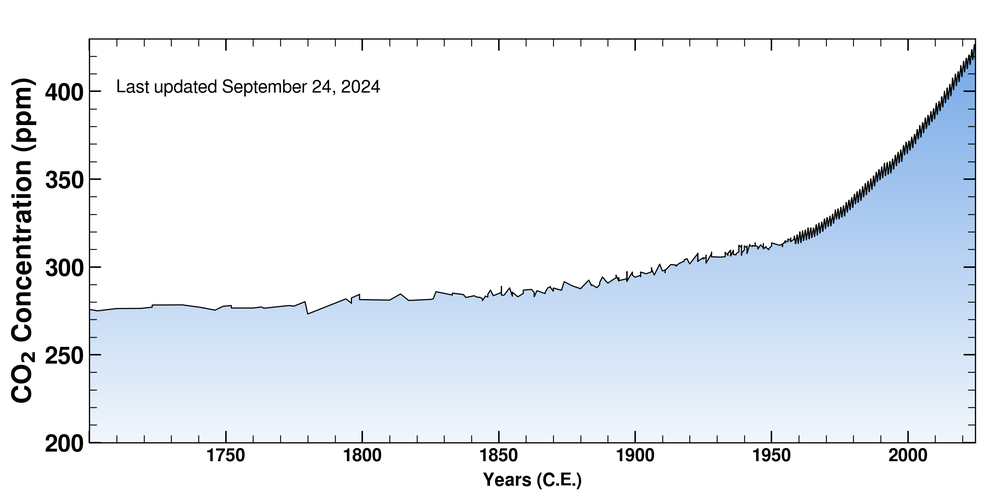 Last updated September 24, 2024
CO₂ Concentration (ppm)
400
350
300
250
200
1750 1800 1850 1900 1950 2000
Years (C.E.)